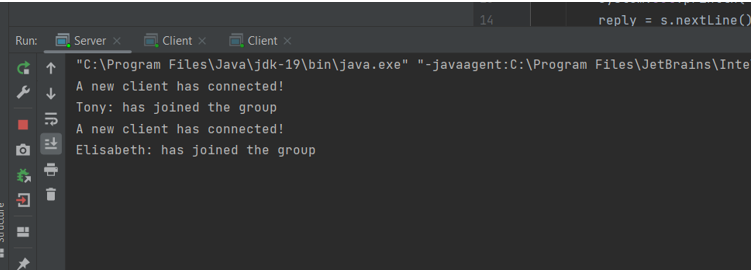 14 reply = s.nextLine()
Run: Server Client Client
"C:\Program Files\Java\jdk-19\bin\java.exe" "-javaagent:C:\Program Files\JetBrains\Inte
A new client has connected!
Tony: has joined the group
A new client has connected!
Elisabeth: has joined the group
Structure